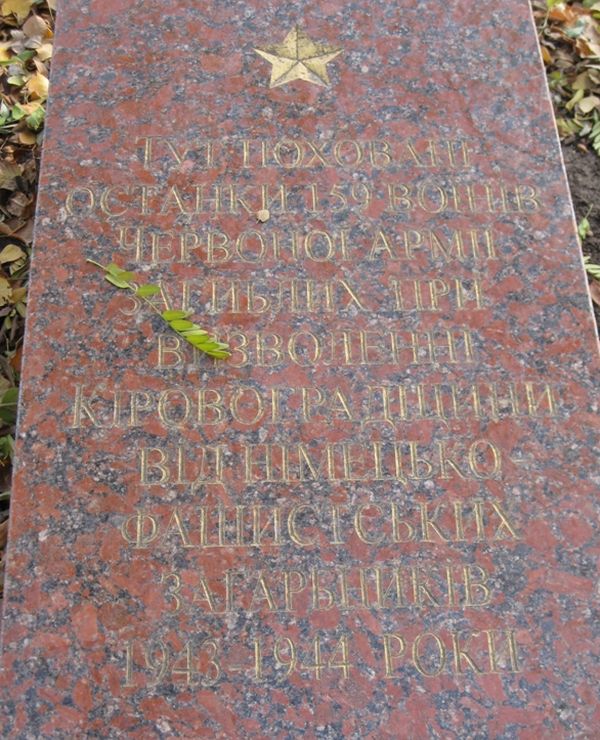 ТУТ ПОХОВАНІ
ОСТАНКИ 159 ВОЇНІВ
ЧЕРВОНОЇ АРМІЇ
ЗАГИБЛИХ ПРИ
ВИЗВОЛЕННІ
КІРОВОГРАДЩИНИ
ВІД НІМЕЦЬКО-
ФАШИСТСЬКИХ
ЗАГАРБНИКІВ
1943-1944 РОКИ